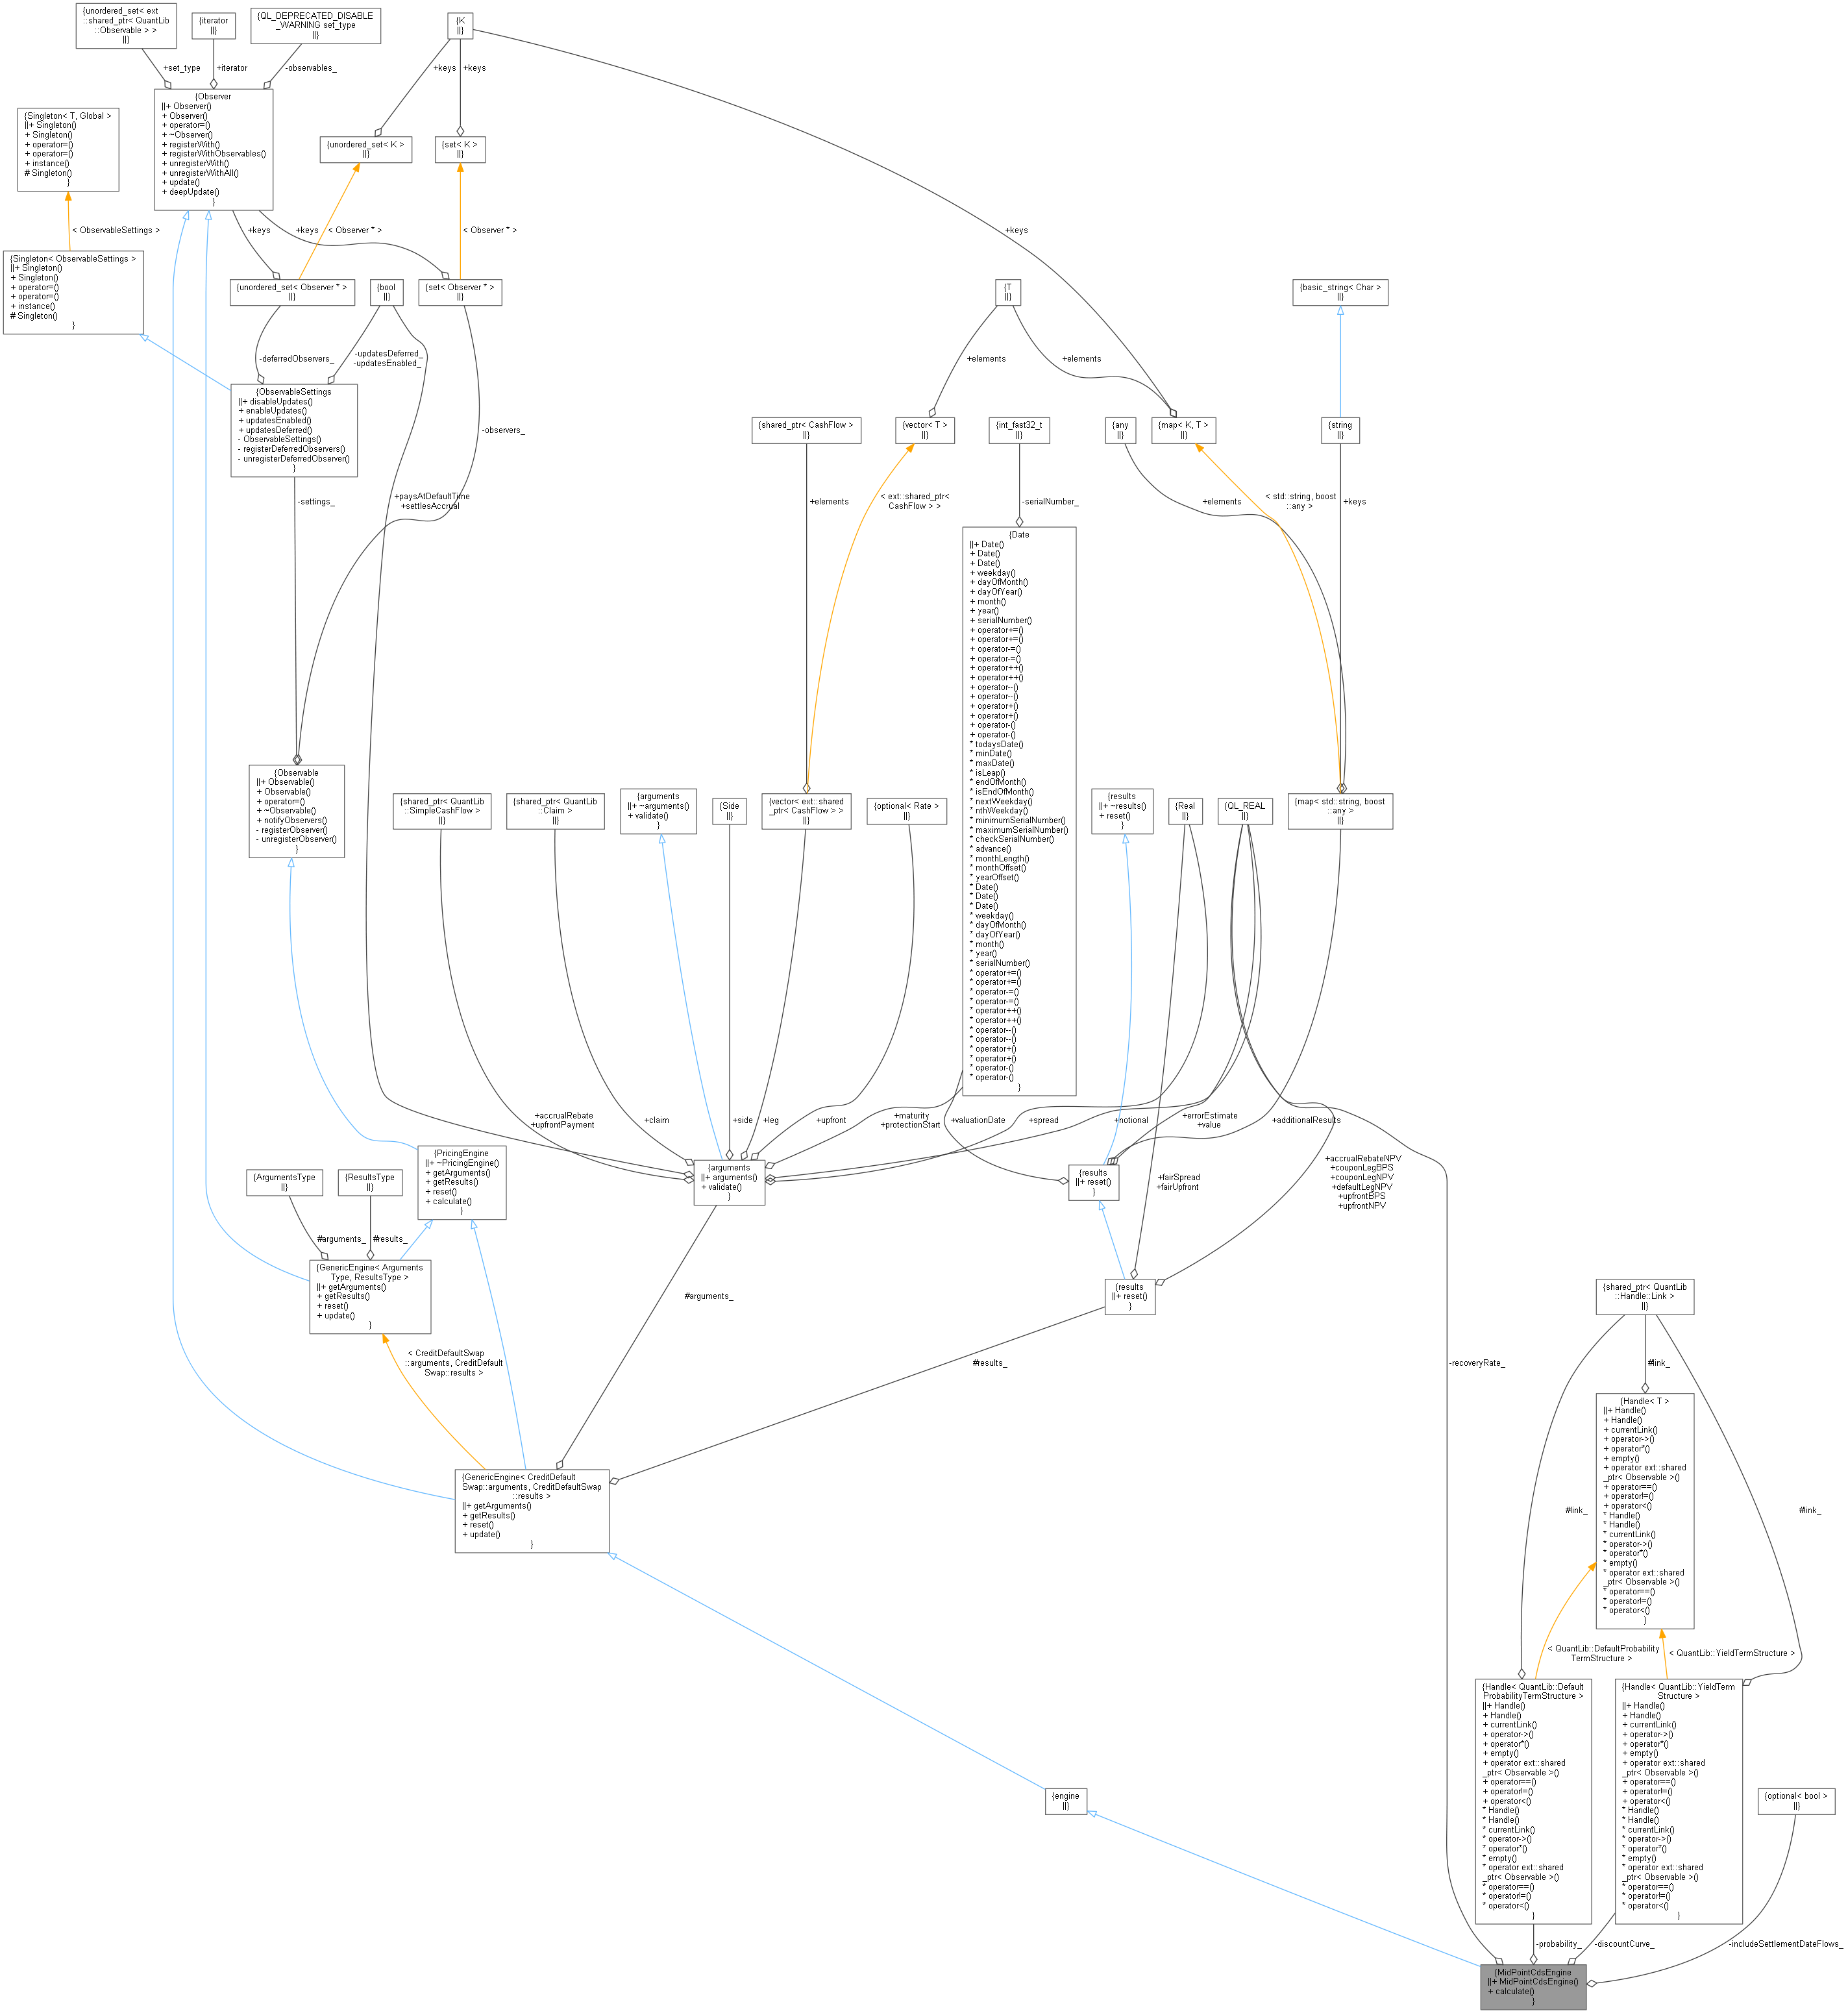 {unordered_set< ext
::shared_ptr< QuantLib
::Observable > >
||}
{iterator
||}
{QL_DEPRECATED_DISABLE
_WARNING set_type
||}
{K
||}
+set_type
+iterator
-observables_
+keys
+keys
{Observer
||+ Observer()
+ Observer()
+ operator=()
+ ~Observer()
+ registerWith()
+ registerWithObservables()
+ unregisterWith()
+ unregisterWithAll()
+ update()
+ deepUpdate()
}
{Singleton< T, Global >
||+ Singleton()
+ Singleton()
+ operator=()
+ operator=()
+ instance()
# Singleton()
}
{unordered_set< K >
||}
{set< K >
||}
< ObservableSettings >
+keys
+keys
< Observer * >
< Observer * >
+keys
{Singleton< ObservableSettings >
||+ Singleton()
+ Singleton()
+ operator=()
+ operator=()
+ instance()
# Singleton()
}
{unordered_set< Observer * >
||}
{bool
||}
{set< Observer * >
||}
{T
||}
{basic_string< Char >
||}
-deferredObservers_
-updatesDeferred_
-updatesEnabled_
+elements
+elements
{ObservableSettings
||+ disableUpdates()
+ enableUpdates()
+ updatesEnabled()
+ updatesDeferred()
- ObservableSettings()
- registerDeferredObservers()
- unregisterDeferredObserver()
}
-observers_
{shared_ptr< CashFlow >
||}
{vector< T >
||}
{int_fast32_t
||}
{any
||}
{map< K, T >
||}
{string
||}
-settings_
+paysAtDefaultTime
+settlesAccrual
+elements
< ext::shared_ptr<
CashFlow > >
-serialNumber_
+elements
< std::string, boost
::any >
+keys
{Date
||+ Date()
+ Date()
+ Date()
+ weekday()
+ dayOfMonth()
+ dayOfYear()
+ month()
+ year()
+ serialNumber()
+ operator+=()
+ operator+=()
+ operator-=()
+ operator-=()
+ operator++()
+ operator++()
+ operator--()
+ operator--()
+ operator+()
+ operator+()
+ operator-()
+ operator-()
* todaysDate()
* minDate()
* maxDate()
* isLeap()
* endOfMonth()
* isEndOfMonth()
* nextWeekday()
* nthWeekday()
* minimumSerialNumber()
* maximumSerialNumber()
* checkSerialNumber()
* advance()
* monthLength()
* monthOffset()
* yearOffset()
* Date()
* Date()
* Date()
* weekday()
* dayOfMonth()
* dayOfYear()
* month()
* year()
* serialNumber()
* operator+=()
* operator+=()
* operator-=()
* operator-=()
* operator++()
* operator++()
* operator--()
* operator--()
* operator+()
* operator+()
* operator-()
* operator-()
}
{Observable
||+ Observable()
+ Observable()
+ operator=()
+ ~Observable()
+ notifyObservers()
- registerObserver()
- unregisterObserver()
}
{shared_ptr< QuantLib
::SimpleCashFlow >
||}
{shared_ptr< QuantLib
::Claim >
||}
{arguments
||+ ~arguments()
+ validate()
}
{Side
||}
{vector< ext::shared
_ptr< CashFlow > >
||}
{optional< Rate >
||}
{results
||+ ~results()
+ reset()
}
{Real
||}
{QL_REAL
||}
{map< std::string, boost
::any >
||}
+accrualRebate
+upfrontPayment
+claim
+side
+leg
+upfront
+maturity
+protectionStart
+valuationDate
+spread
+notional
+errorEstimate
+value
+additionalResults
{PricingEngine
||+ ~PricingEngine()
+ getArguments()
+ getResults()
+ reset()
+ calculate()
}
{ArgumentsType
||}
{ResultsType
||}
{arguments
||+ arguments()
+ validate()
}
{results
||+ reset()
}
+fairSpread
+fairUpfront
+accrualRebateNPV
+couponLegBPS
+couponLegNPV
+defaultLegNPV
+upfrontBPS
+upfrontNPV
#arguments_
#results_
{GenericEngine< Arguments
Type, ResultsType >
||+ getArguments()
+ getResults()
+ reset()
+ update()
}
#arguments_
{results
||+ reset()
}
{shared_ptr< QuantLib
::Handle::Link >
||}
< CreditDefaultSwap
::arguments, CreditDefault
Swap::results >
#results_
-recoveryRate_
#link_
{Handle< T >
||+ Handle()
+ Handle()
+ currentLink()
+ operator->()
+ operator*()
+ empty()
+ operator ext::shared
_ptr< Observable >()
+ operator==()
+ operator!=()
+ operator<()
* Handle()
* Handle()
* currentLink()
* operator->()
* operator*()
* empty()
* operator ext::shared
_ptr< Observable >()
* operator==()
* operator!=()
* operator<()
}
{GenericEngine< CreditDefault
Swap::arguments, CreditDefaultSwap
::results >
||+ getArguments()
+ getResults()
+ reset()
+ update()
}
#link_
#link_
< QuantLib::DefaultProbability
TermStructure >
< QuantLib::YieldTermStructure >
{Handle< QuantLib::Default
ProbabilityTermStructure >
||+ Handle()
+ Handle()
+ currentLink()
+ operator->()
+ operator*()
+ empty()
+ operator ext::shared
_ptr< Observable >()
+ operator==()
+ operator!=()
+ operator<()
* Handle()
* Handle()
* currentLink()
* operator->()
* operator*()
* empty()
* operator ext::shared
_ptr< Observable >()
* operator==()
* operator!=()
* operator<()
}
{Handle< QuantLib::YieldTerm
Structure >
||+ Handle()
+ Handle()
+ currentLink()
+ operator->()
+ operator*()
+ empty()
+ operator ext::shared
_ptr< Observable >()
+ operator==()
+ operator!=()
+ operator<()
* Handle()
* Handle()
* currentLink()
* operator->()
* operator*()
* empty()
* operator ext::shared
_ptr< Observable >()
* operator==()
* operator!=()
* operator<()
}
{engine
||}
{optional< bool >
||}
-probability_
-discountCurve_
-includeSettlementDateFlows_
{MidPointCdsEngine
||+ MidPointCdsEngine()
+ calculate()
}